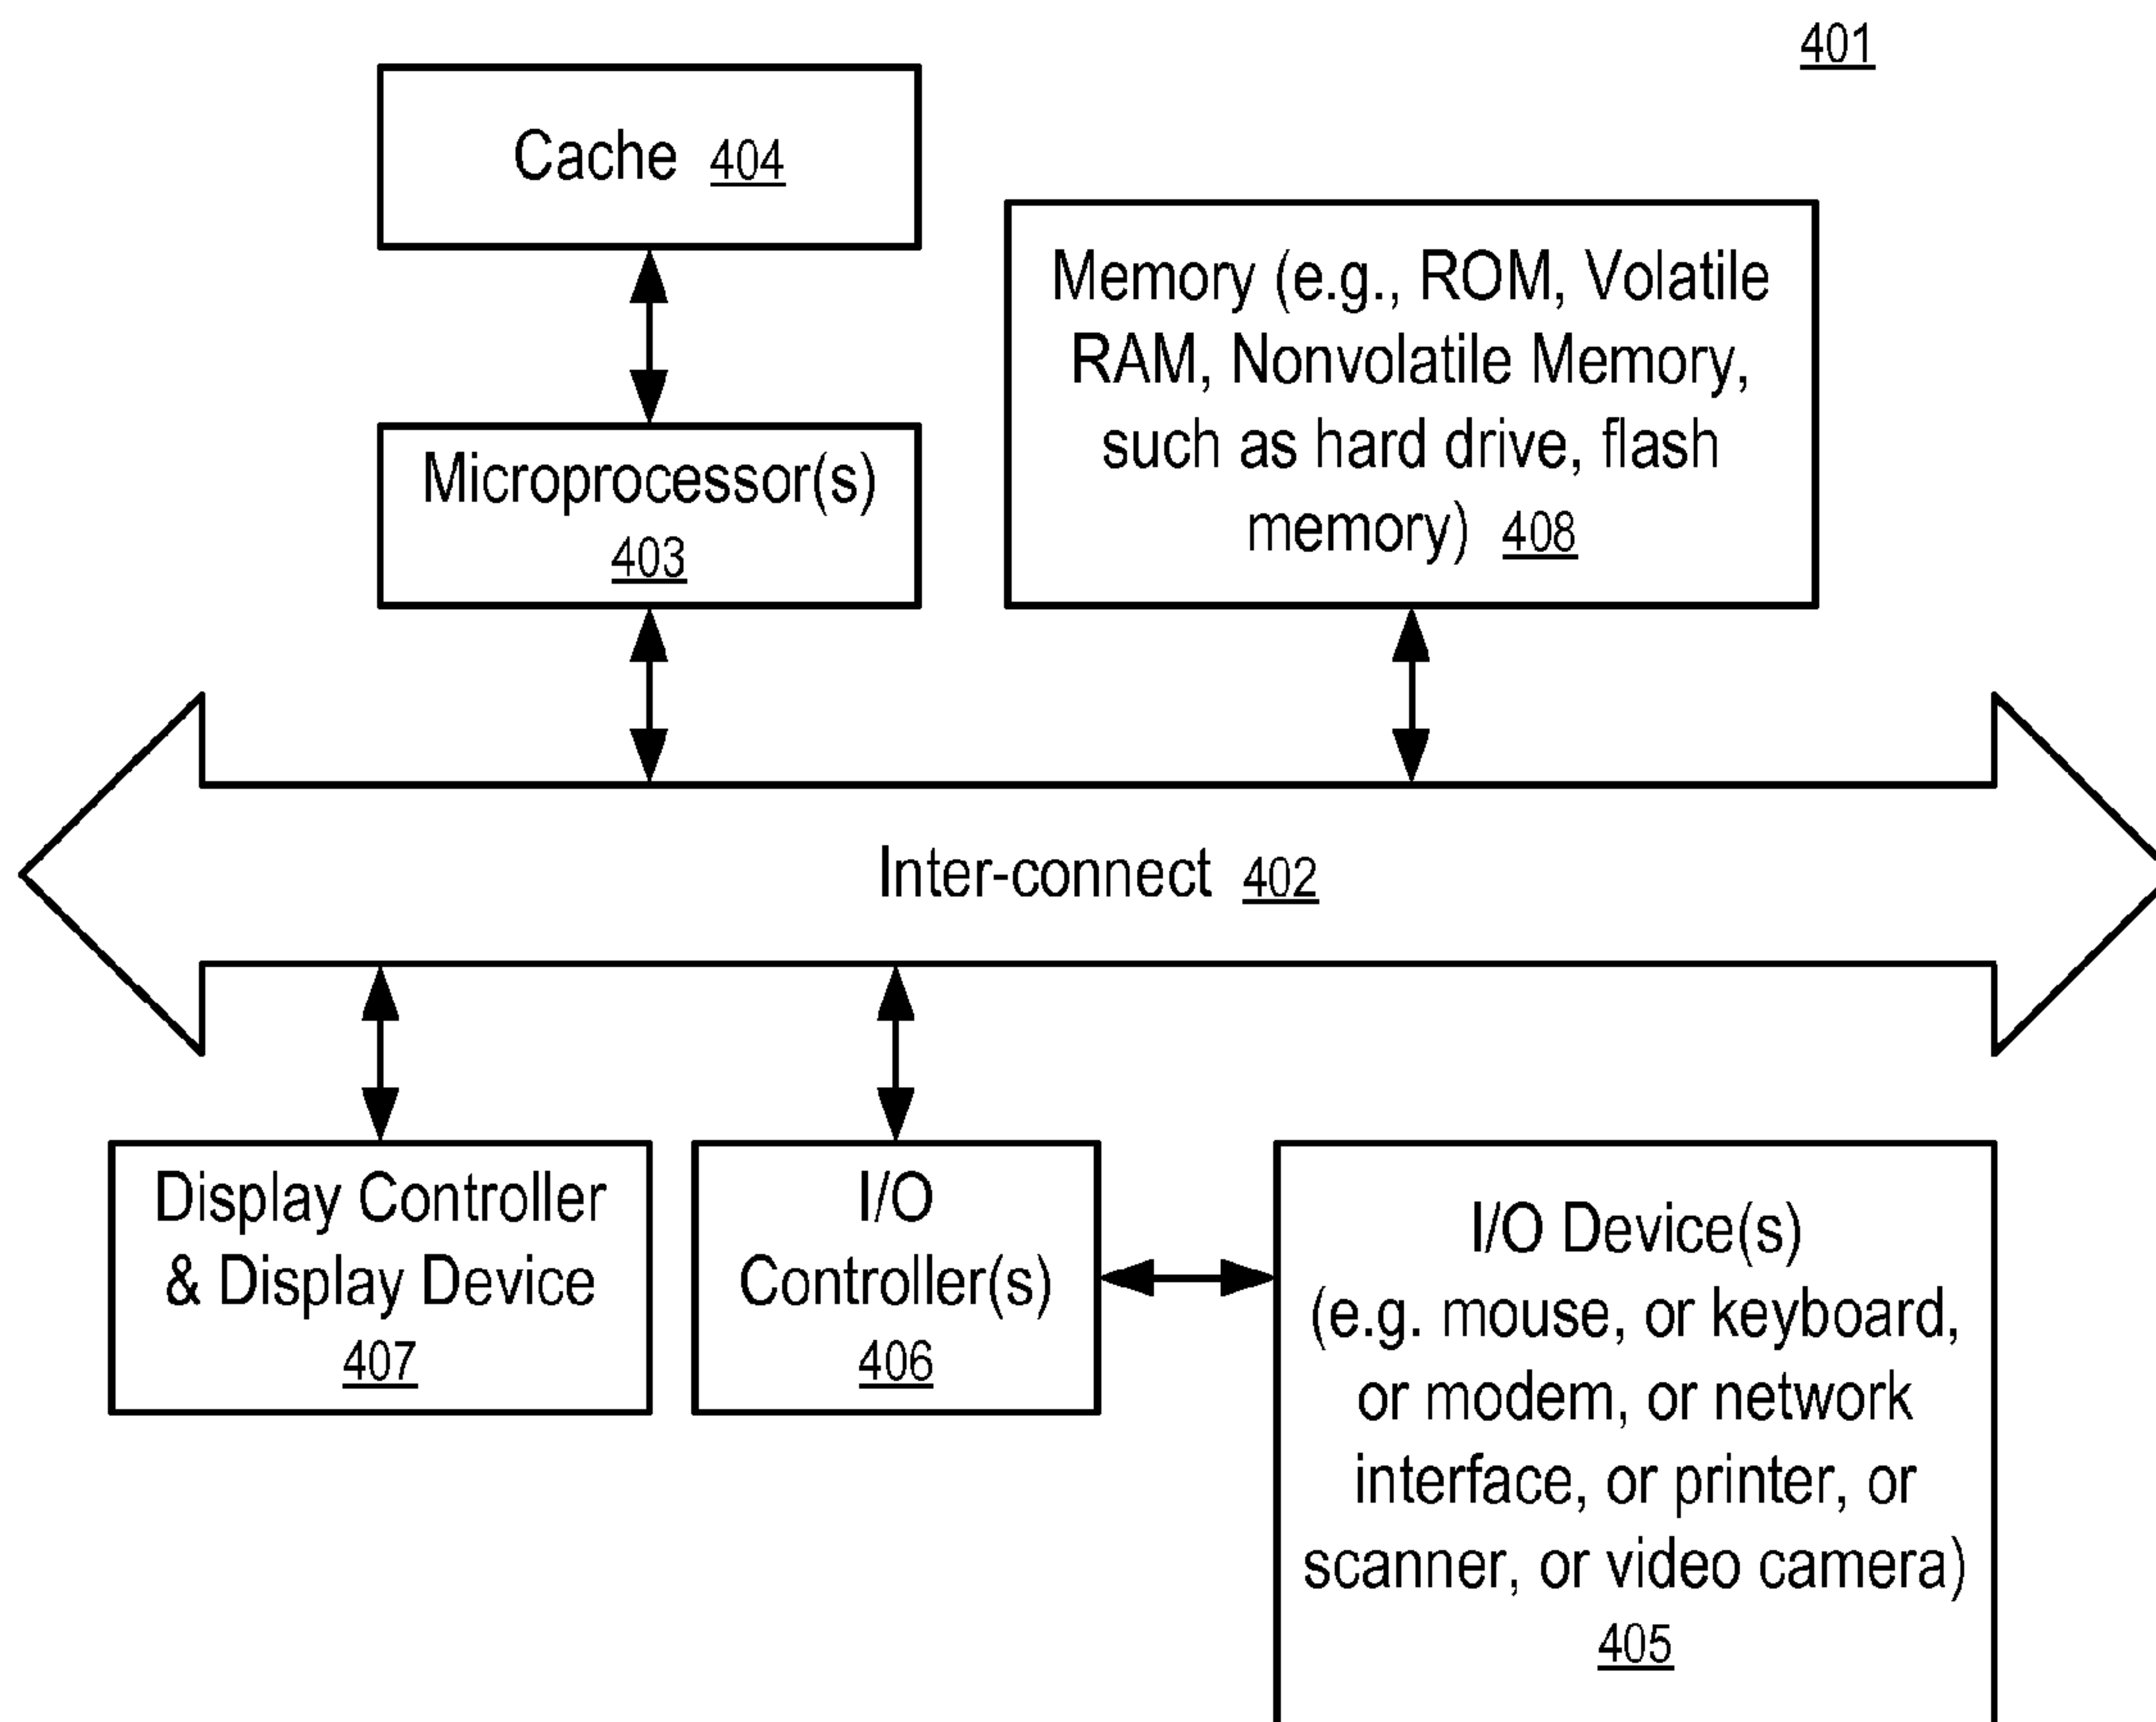 401
Cache 404
Memory (e.g., ROM, Volatile
RAM, Nonvolatile Memory,
such as hard drive, flash
memory) 408
Microprocessor(s)
403
Inter-connect 402
Display Controller
& Display Device
407
I/O
Controller(s)
406
I/O Device(s)
(e.g. mouse, or keyboard,
or modem, or network
interface, or printer, or
scanner, or video camera)
405